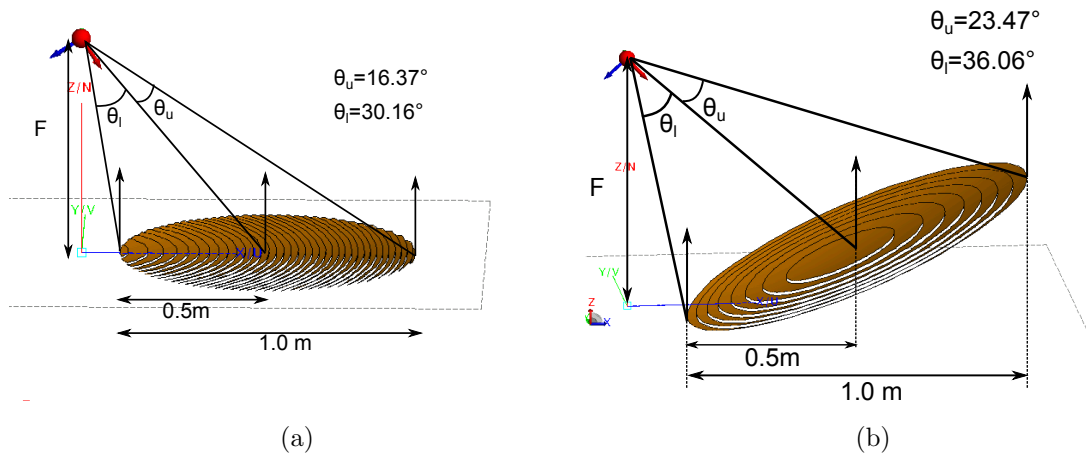 θu=16.37°
θl=30.16°
Z/N
F
θl
θu
Y/V
X/U
0.5m
1.0 m
(a)
θu=23.47°
θl=36.06°
θu
θl
Z/N
F
Y/V
X/U
Z
X
0.5m
1.0 m
(b)